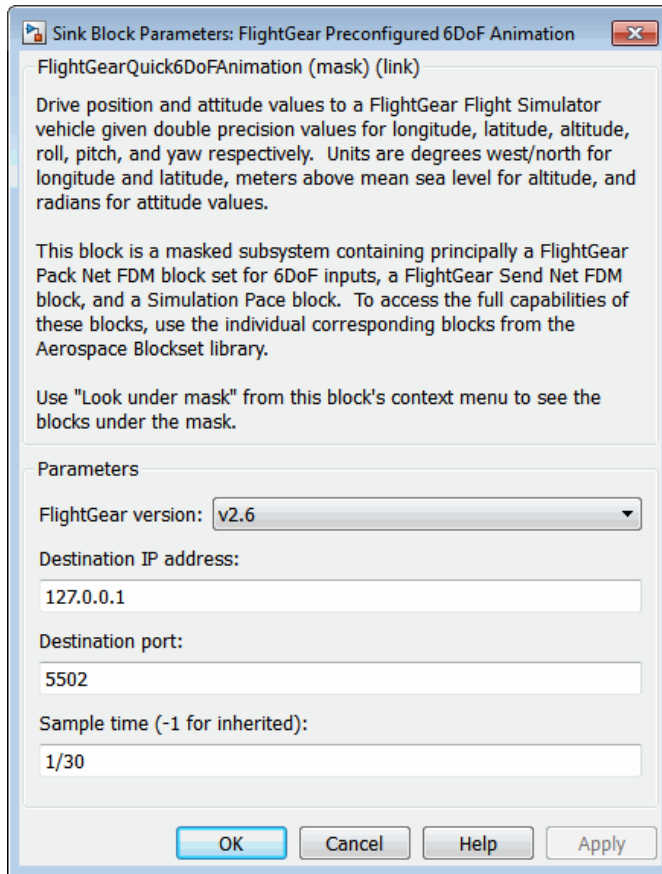 Sink Block Parameters: FlightGear Preconfigured 6DoF Animation
FlightGearQuick6DoFAnimation (mask) (link)
Drive position and attitude values to a FlightGear Flight Simulator
vehicle given double precision values for longitude, latitude, altitude,
roll, pitch, and yaw respectively.  Units are degrees west/north for
longitude and latitude, meters above mean sea level for altitude, and
radians for attitude values.
This block is a masked subsystem containing principally a FlightGear
Pack Net FDM block set for 6DoF inputs, a FlightGear Send Net FDM
block, and a Simulation Pace block.  To access the full capabilities of
these blocks, use the individual corresponding blocks from the
Aerospace Blockset library.
Use "Look under mask" from this block's context menu to see the
blocks under the mask.
Parameters
FlightGear version: v2.6
Destination IP address:
127.0.0.1
Destination port:
5502
Sample time (-1 for inherited):
1/30
OK Cancel Help Apply